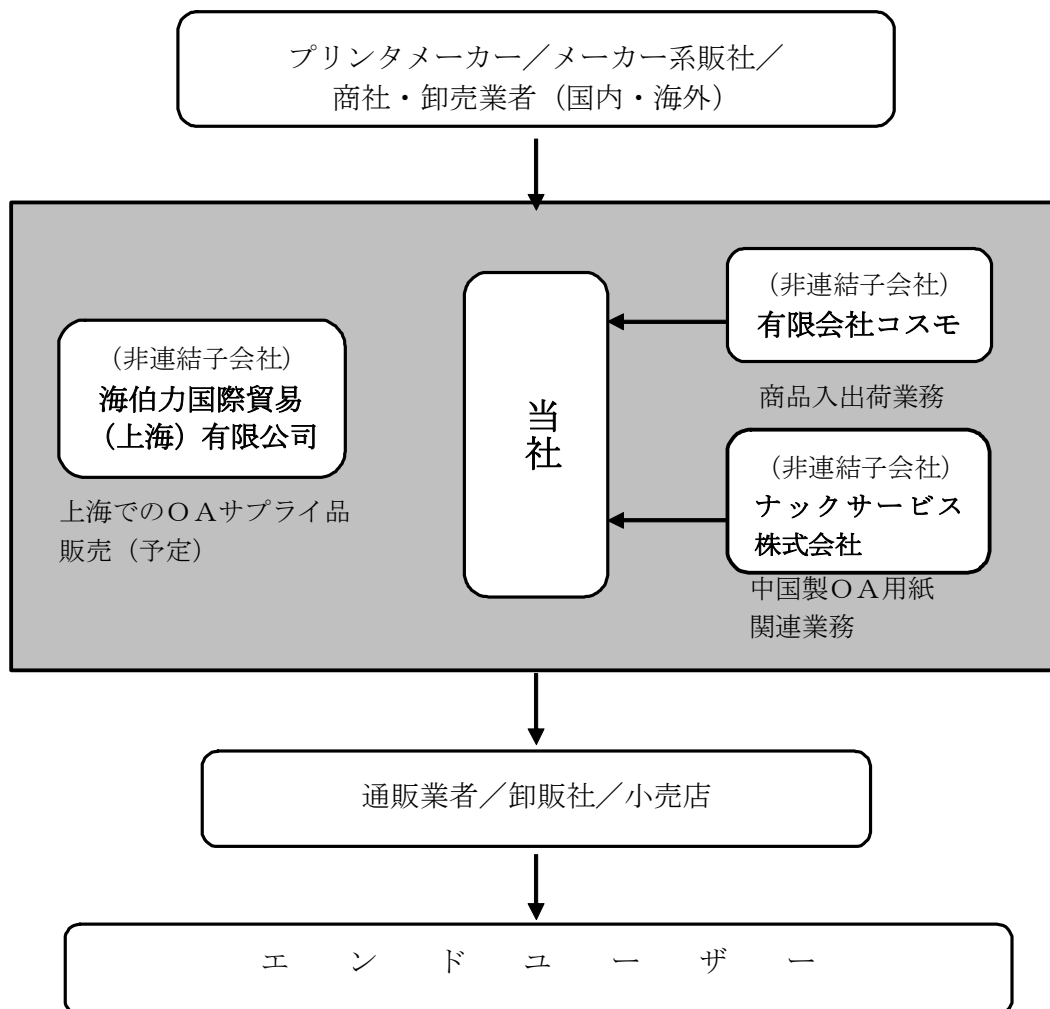 プリンタメーカー／メーカー系販社／
商社・卸売業者（国内・海外）
（非連結子会社）
海伯力国際貿易
（上海）有限公司
上海でのＯＡサプライ品
販売（予定）
当社
（非連結子会社）
有限会社コスモ
商品入出荷業務
（非連結子会社）
ナックサービス
株式会社
中国製ＯＡ用紙
関連業務
通販業者／卸販社／小売店
エンドユーザー